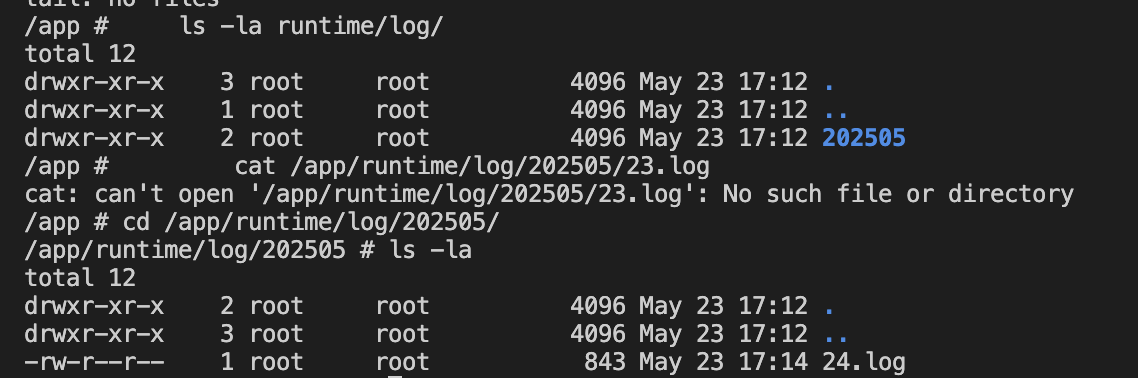 tail: no files
/app #     ls -la runtime/log/
total 12
drwxr-xr-x    3 root     root          4096 May 23 17:12 .
drwxr-xr-x    1 root     root          4096 May 23 17:12 ..
drwxr-xr-x    2 root     root          4096 May 23 17:12 202505
/app #         cat /app/runtime/log/202505/23.log
cat: can't open '/app/runtime/log/202505/23.log': No such file or directory
/app # cd /app/runtime/log/202505/
/app/runtime/log/202505 # ls -la
total 12
drwxr-xr-x    2 root     root          4096 May 23 17:12 .
drwxr-xr-x    3 root     root          4096 May 23 17:12 ..
-rw-r--r--    1 root     root           843 May 23 17:14 24.log